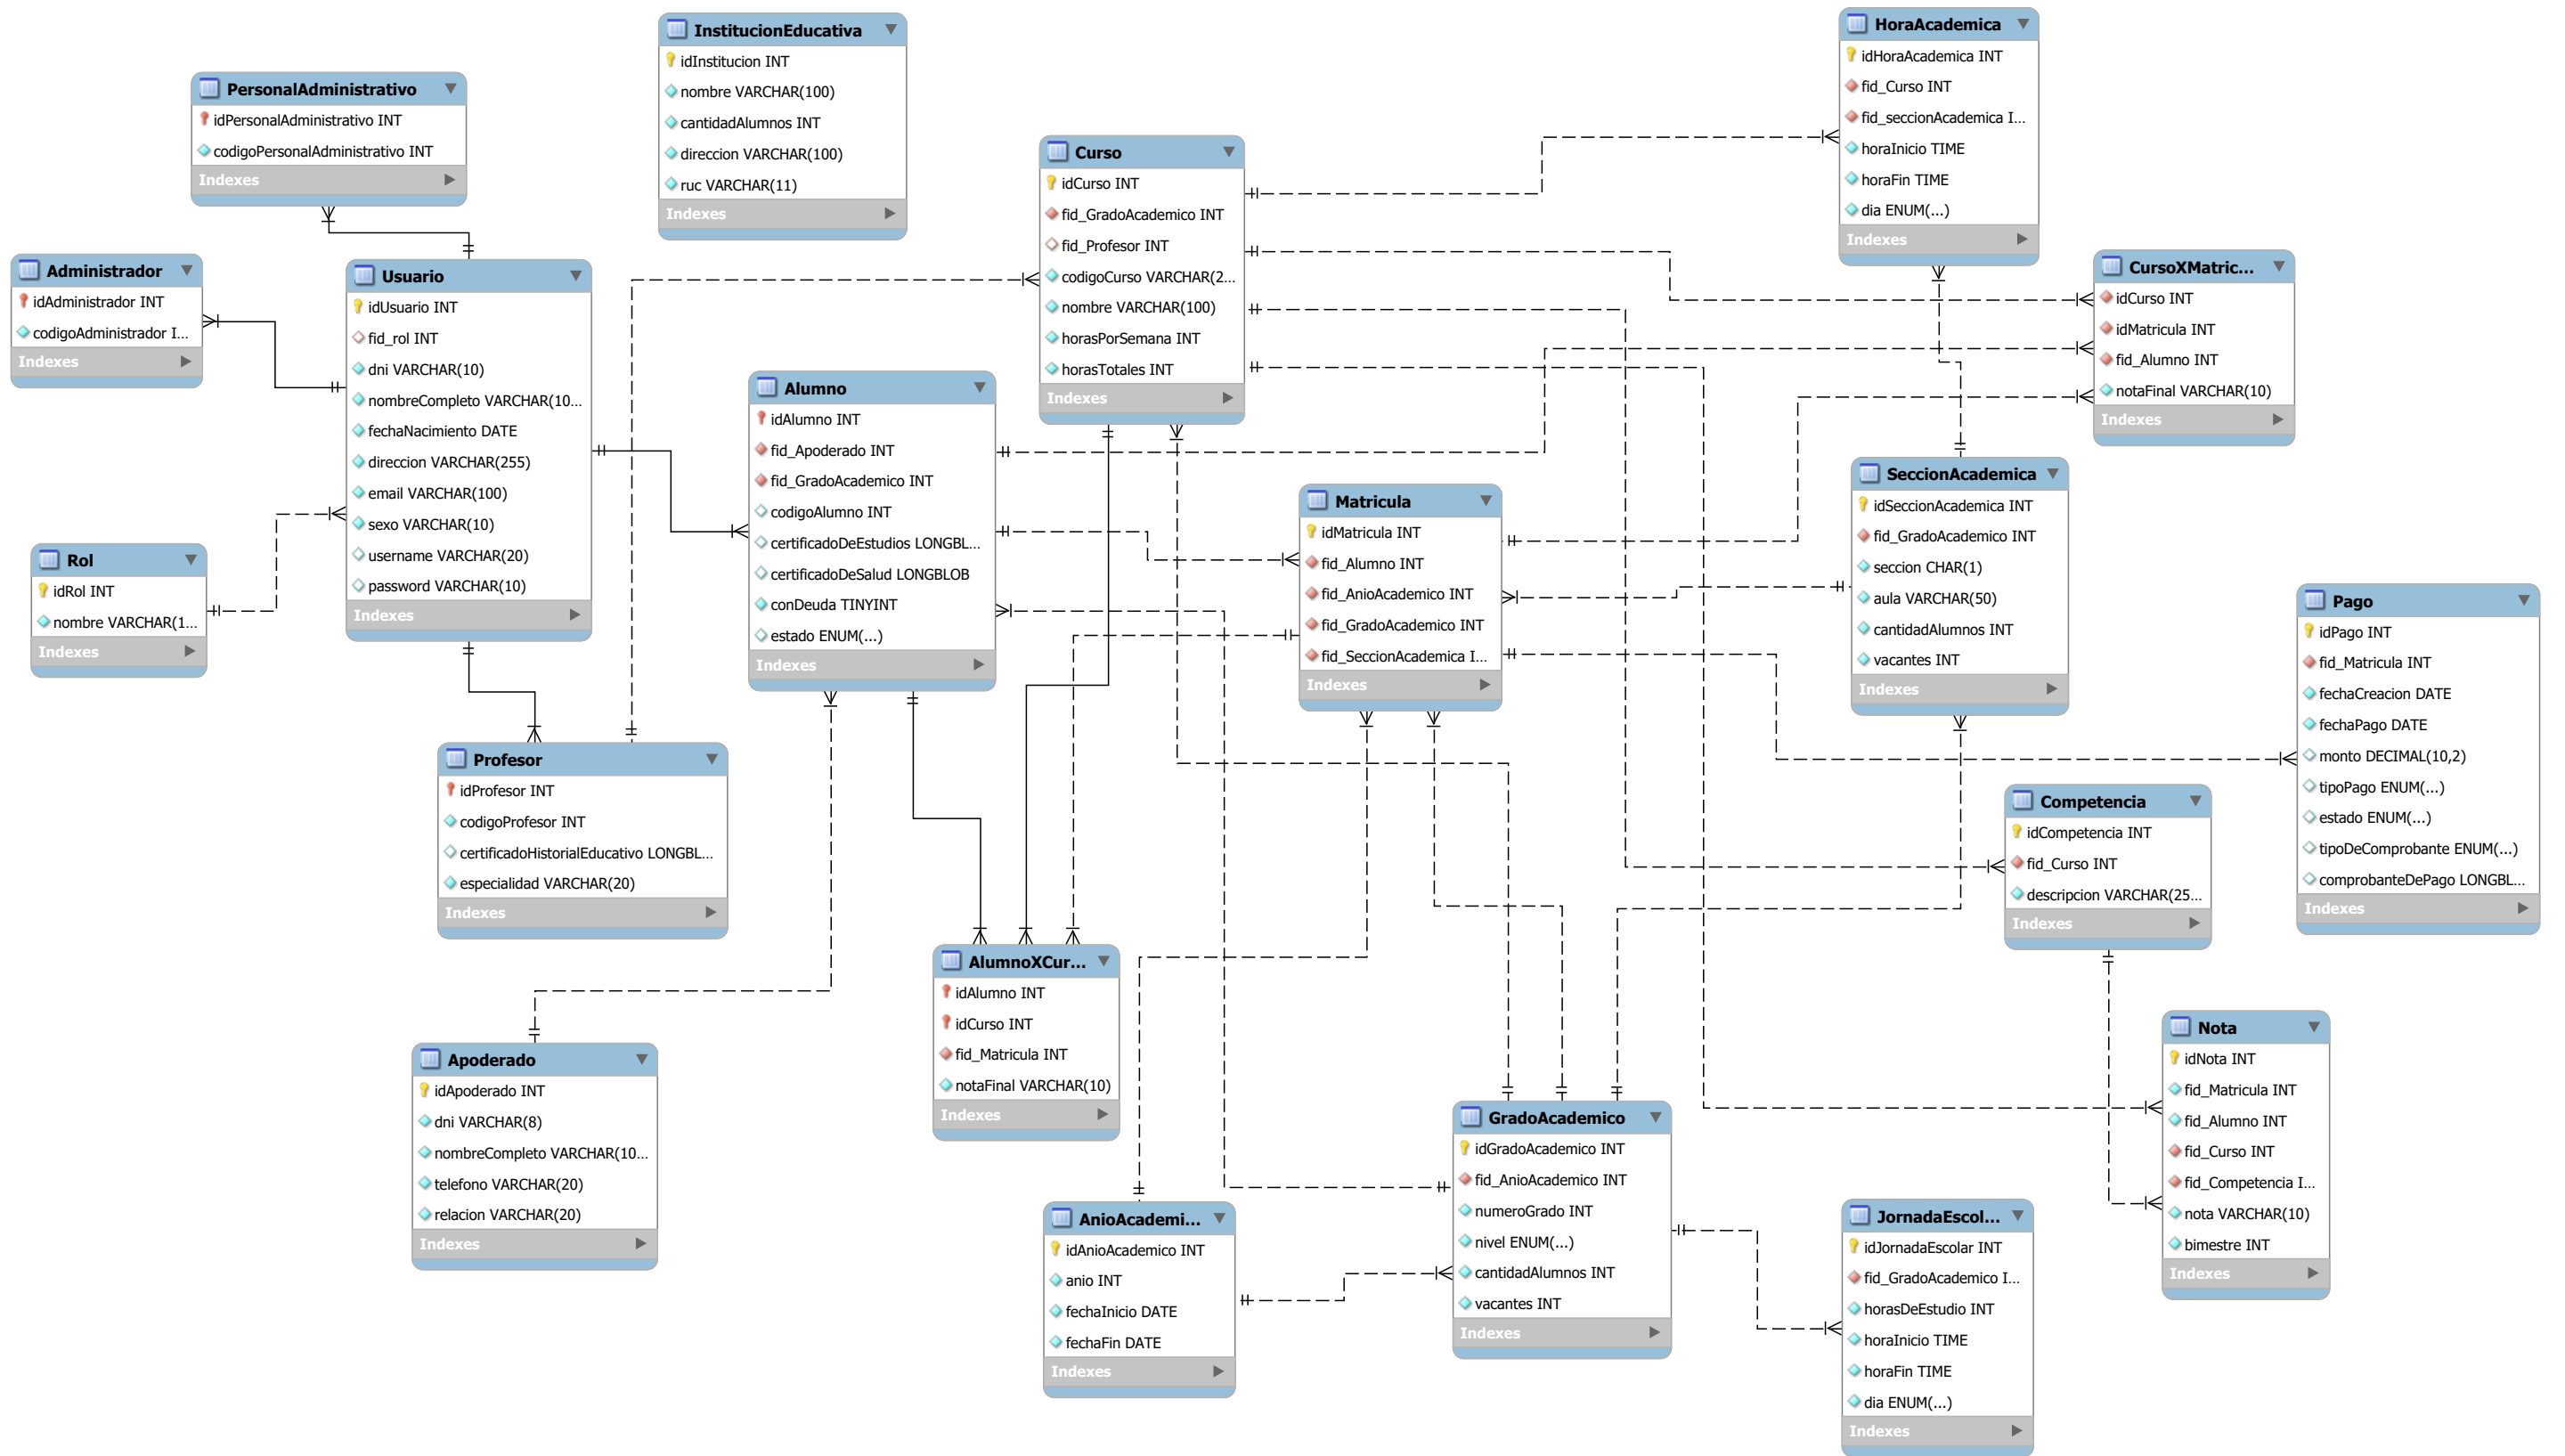 InstitucionEducativa
idInstitucion INT
nombre VARCHAR(100)
cantidadAlumnos INT
direccion VARCHAR(100)
ruc VARCHAR(11)
Indexes
HoraAcademica
idHoraAcademica INT
fid_Curso INT
fid_seccionAcademica I...
horaInicio TIME
horaFin TIME
dia ENUM(...)
Indexes
PersonalAdministrativo
idPersonalAdministrativo INT
codigoPersonalAdministrativo INT
Indexes
Curso
idCurso INT
fid_GradoAcademico INT
fid_Profesor INT
codigoCurso VARCHAR(2...
nombre VARCHAR(100)
horasPorSemana INT
horasTotales INT
Indexes
Administrador
idAdministrador INT
codigoAdministrador I...
Indexes
Usuario
idUsuario INT
fid_rol INT
dni VARCHAR(10)
nombreCompleto VARCHAR(10...
fechaNacimiento DATE
direccion VARCHAR(255)
email VARCHAR(100)
sexo VARCHAR(10)
username VARCHAR(20)
password VARCHAR(10)
Indexes
CursoXMatric...
idCurso INT
idMatricula INT
fid_Alumno INT
notaFinal VARCHAR(10)
Indexes
Alumno
idAlumno INT
fid_Apoderado INT
fid_GradoAcademico INT
codigoAlumno INT
certificadoDeEstudios LONGBL...
certificadoDeSalud LONGBLOB
conDeuda TINYINT
estado ENUM(...)
Indexes
Matricula
idMatricula INT
fid_Alumno INT
fid_AnioAcademico INT
fid_GradoAcademico INT
fid_SeccionAcademica I...
Indexes
SeccionAcademica
idSeccionAcademica INT
fid_GradoAcademico INT
seccion CHAR(1)
aula VARCHAR(50)
cantidadAlumnos INT
vacantes INT
Indexes
Rol
idRol INT
nombre VARCHAR(1...
Indexes
Pago
idPago INT
fid_Matricula INT
fechaCreacion DATE
fechaPago DATE
monto DECIMAL(10,2)
tipoPago ENUM(...)
estado ENUM(...)
tipoDeComprobante ENUM(...)
comprobanteDePago LONGBL...
Indexes
Profesor
idProfesor INT
codigoProfesor INT
certificadoHistorialEducativo LONGBL...
especialidad VARCHAR(20)
Indexes
Competencia
idCompetencia INT
fid_Curso INT
descripcion VARCHAR(25...
Indexes
AlumnoXCur...
idAlumno INT
idCurso INT
fid_Matricula INT
notaFinal VARCHAR(10)
Indexes
Nota
idNota INT
fid_Matricula INT
fid_Alumno INT
fid_Curso INT
fid_Competencia I...
nota VARCHAR(10)
bimestre INT
Indexes
Apoderado
idApoderado INT
dni VARCHAR(8)
nombreCompleto VARCHAR(10...
telefono VARCHAR(20)
relacion VARCHAR(20)
Indexes
GradoAcademico
idGradoAcademico INT
fid_AnioAcademico INT
numeroGrado INT
nivel ENUM(...)
cantidadAlumnos INT
vacantes INT
Indexes
AnioAcademi...
idAnioAcademico INT
anio INT
fechaInicio DATE
fechaFin DATE
Indexes
JornadaEscol...
idJornadaEscolar INT
fid_GradoAcademico I...
horasDeEstudio INT
horaInicio TIME
horaFin TIME
dia ENUM(...)
Indexes